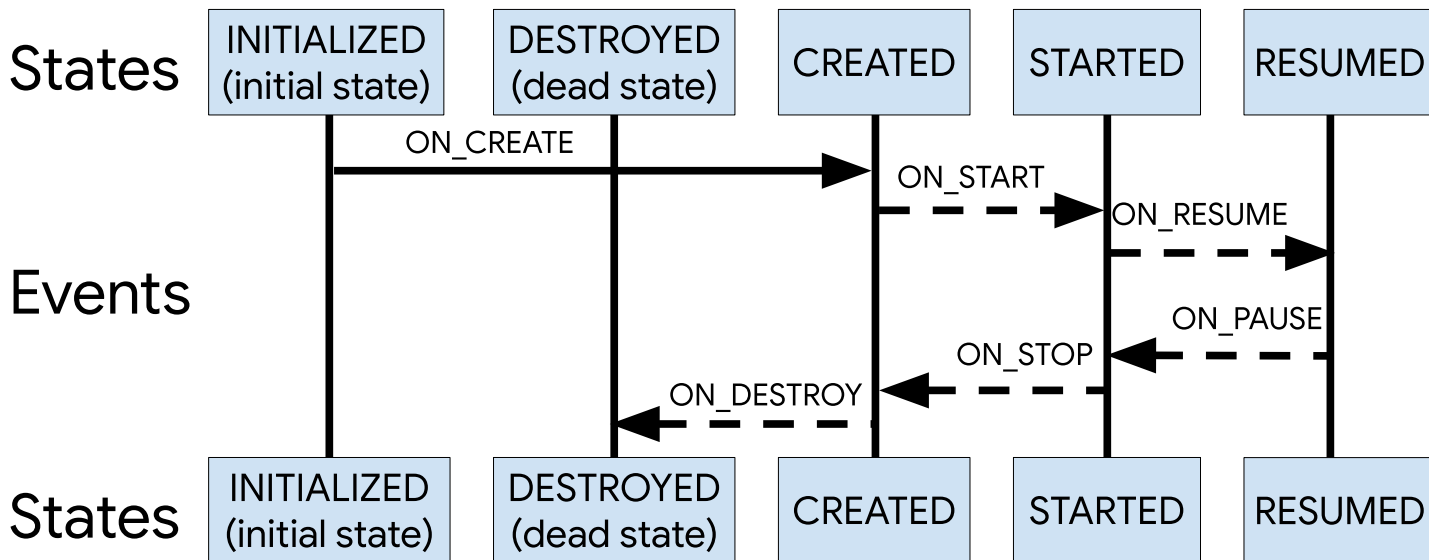 States
INITIALIZED
(initial state)
DESTROYED
(dead state)
CREATED
STARTED
RESUMED
ON_CREATE
ON_START
ON_RESUME
Events
ON_PAUSE
ON_STOP
ON_DESTROY
States
INITIALIZED
(initial state)
DESTROYED
(dead state)
CREATED
STARTED
RESUMED